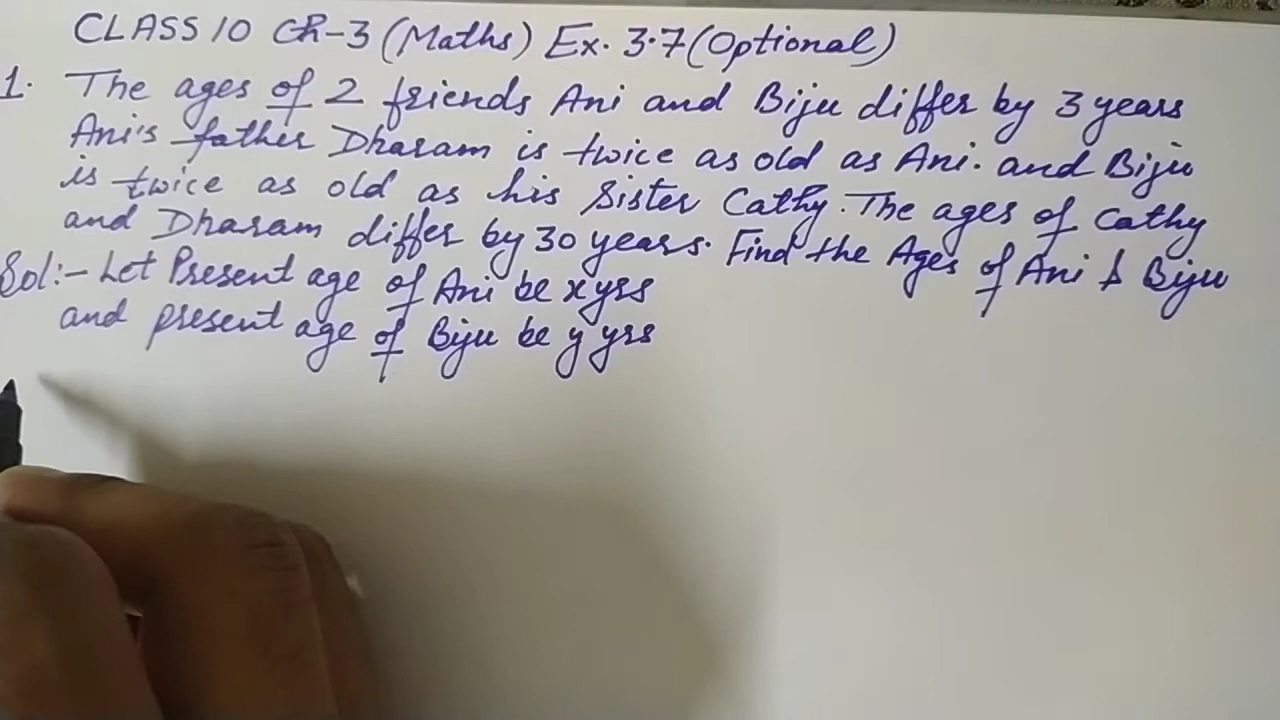 CLASS 10 Ch-3 (Maths) Ex. 3.7 (Optional)
1. The ages of 2 friends Ani and Biju differ by 3 years
Ani's father Dharam is twice as old as Ani. and Biju
is twice as old as his Sister Cathy. The ages of Cathy
and Dharam differ by 30 years. Find the Ages of Ani & Biju
Sol:- Let Present age of Ani be x yrs
and present age of Biju be y yrs